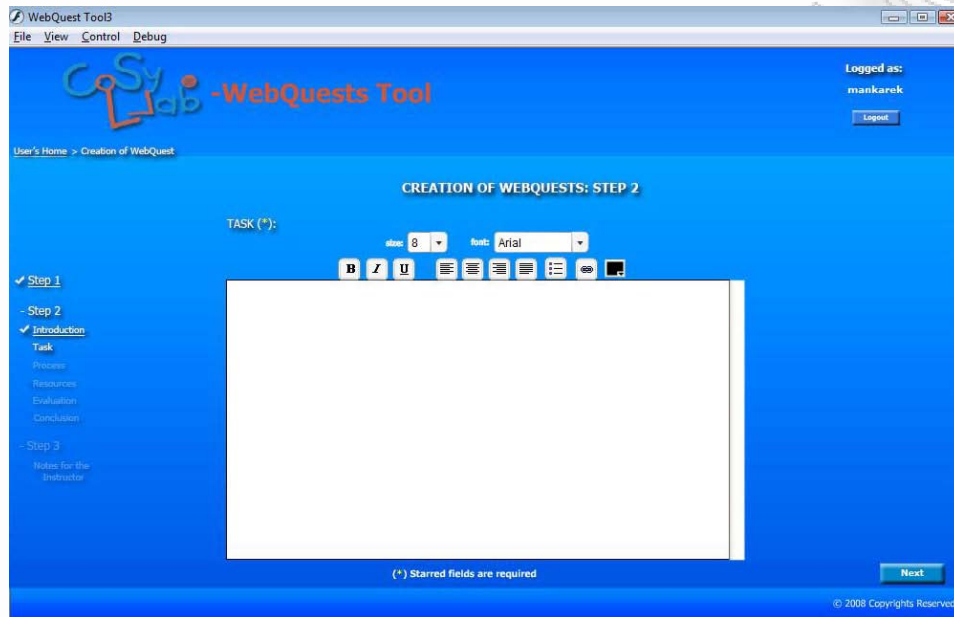 WebQuest Tool3
File View Control Debug
CoSy Lab -WebQuests Tool
Logged as:
mankarek
Logout
User's Home > Creation of WebQuest
CREATION OF WEBQUESTS: STEP 2
TASK (*):
size: 8 font: Arial
B I U
Step 1
- Step 2
Introduction
Task
Process
Resources
Evaluation
Conclusion
- Step 3
Notes for the
Instructor
(*) Starred fields are required
Next
© 2008 Copyrights Reserved